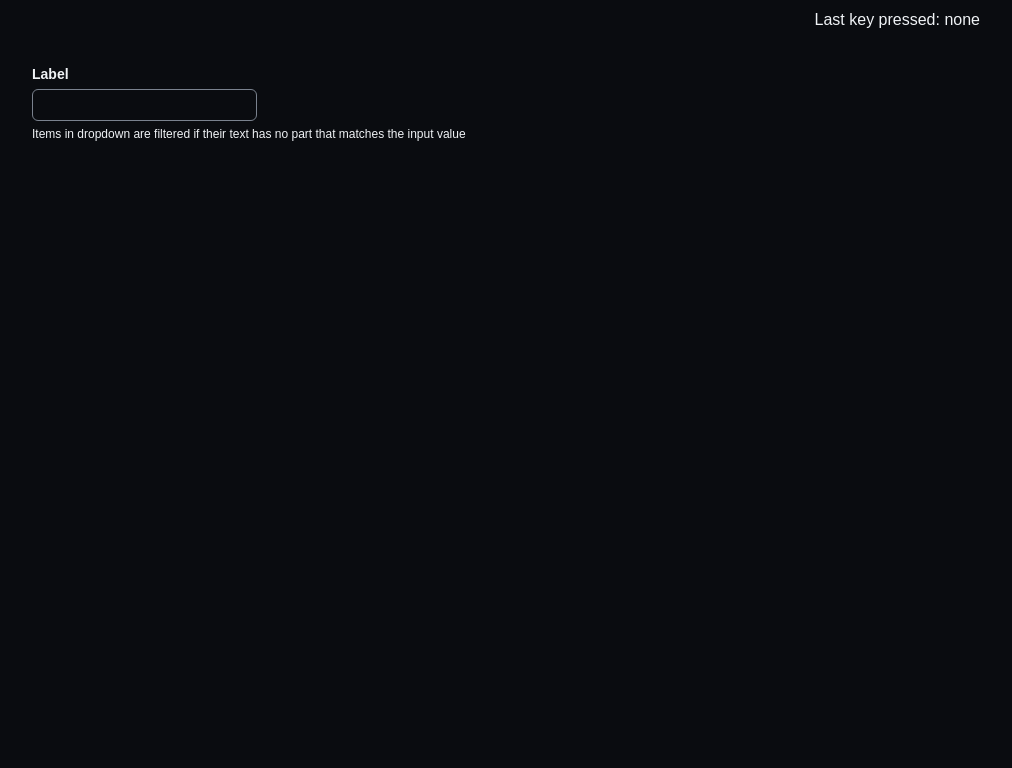 Last key pressed: none
Label
Items in dropdown are filtered if their text has no part that matches the input value